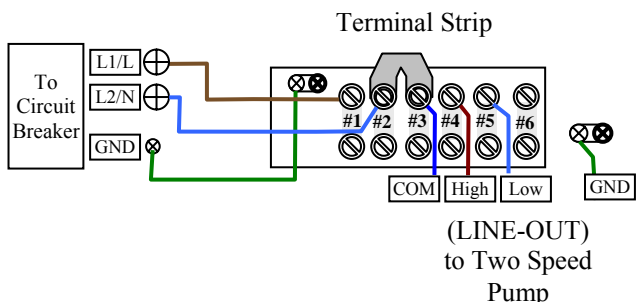 Terminal Strip
To
Circuit
Breaker
L1/L
L2/N
GND
#1 #2 #3 #4 #5 #6
COM High Low GND
(LINE-OUT)
to Two Speed
Pump